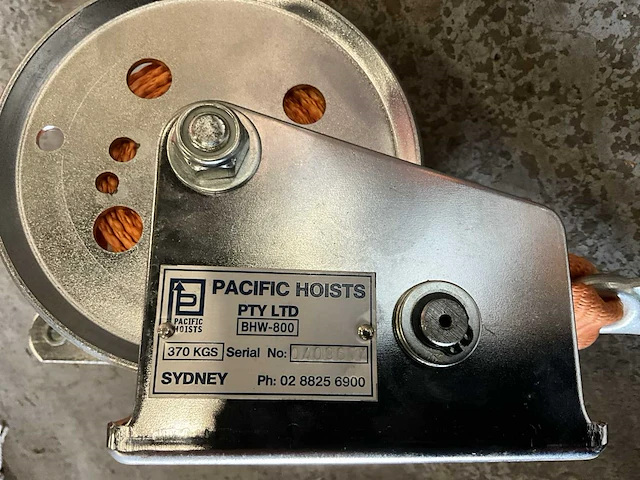 PACIFIC HOISTS
PTY LTD
PACIFIC
HOISTS
BHW-800
370 KGS Serial No:
SYDNEY Ph: 02 8825 6900